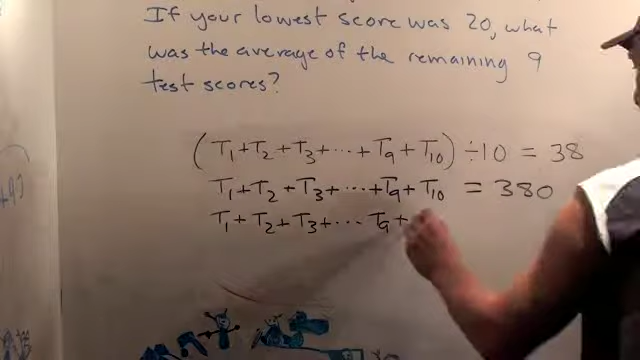 If your lowest score was 20, what
was the average of the remaining 9
test scores?
(T₁+T₂+T₃+⋯+T₉+T₁₀)÷10 = 38
T₁+T₂+T₃+⋯+T₉+T₁₀ = 380
T₁+T₂+T₃+⋯T₉+